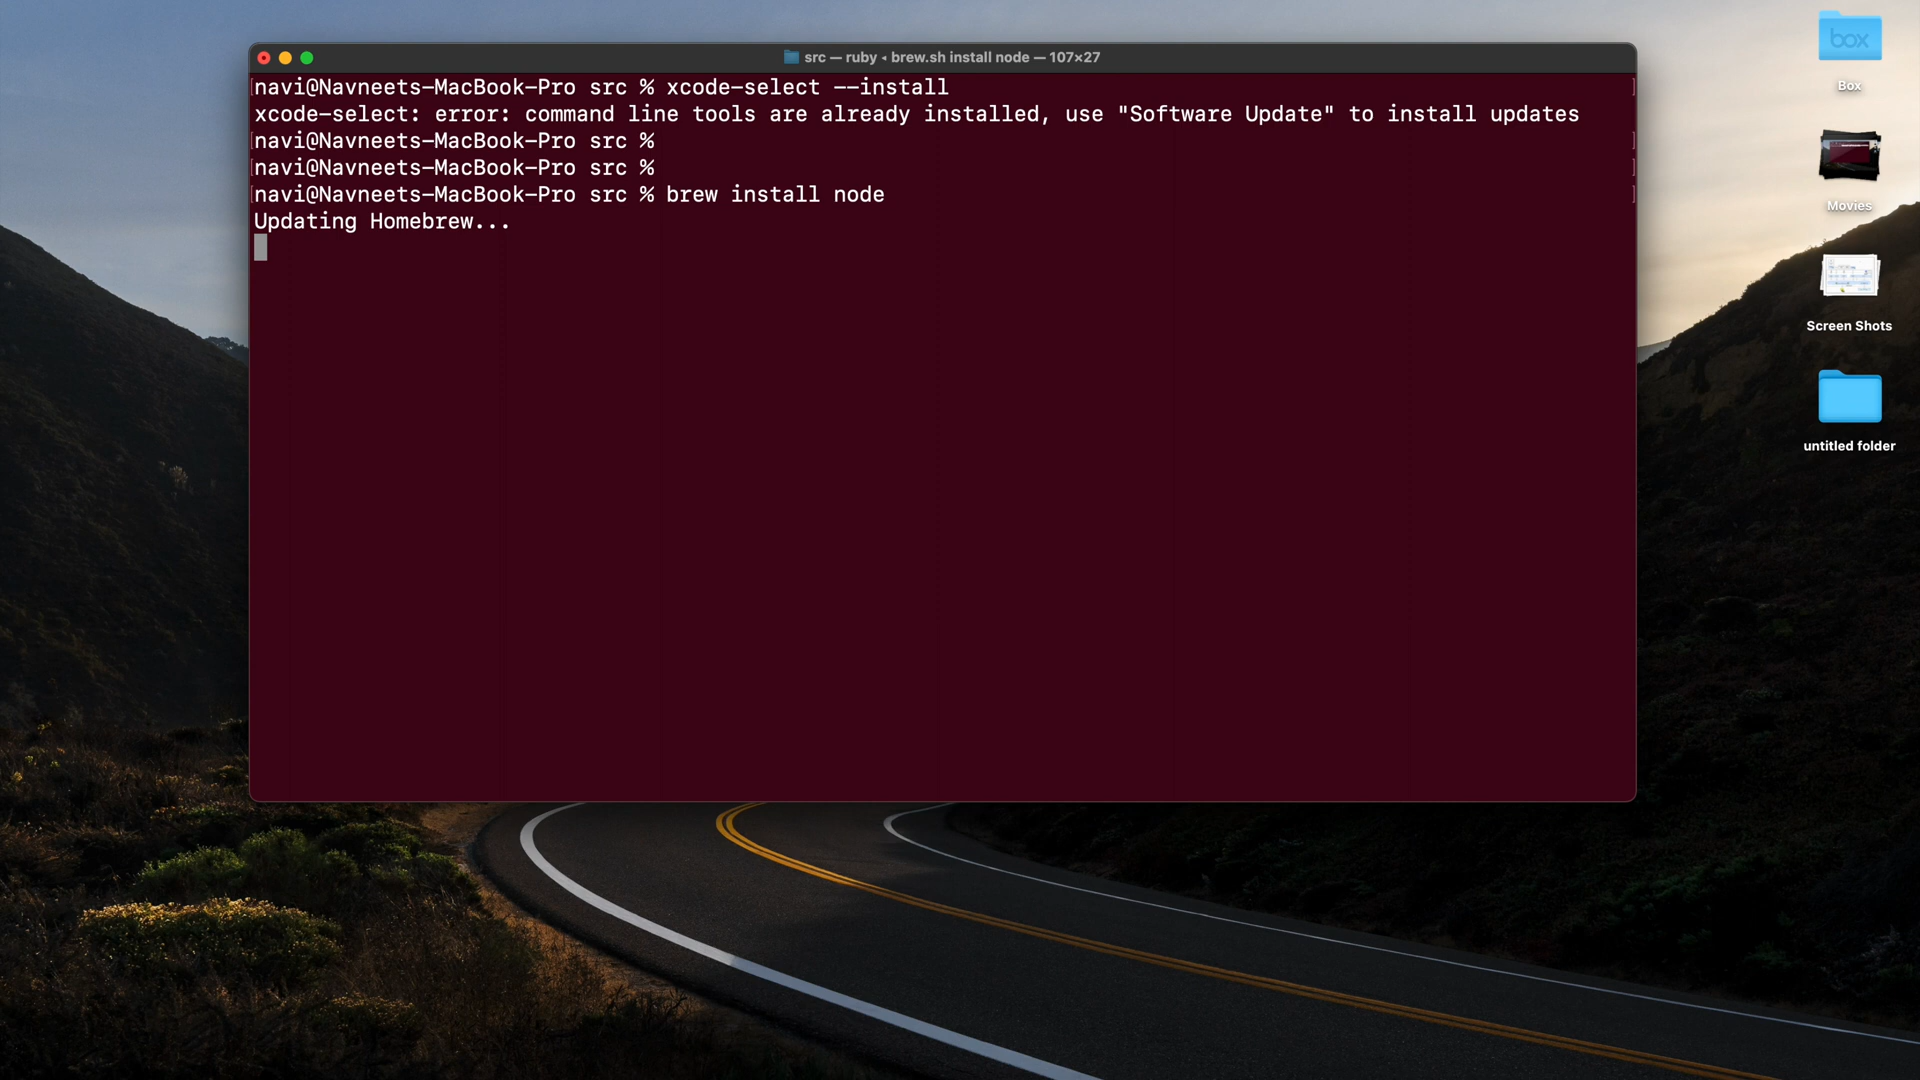 src — ruby ◂ brew.sh install node — 107×27
navi@Navneets-MacBook-Pro src % xcode-select --install
xcode-select: error: command line tools are already installed, use "Software Update" to install updates
navi@Navneets-MacBook-Pro src %
navi@Navneets-MacBook-Pro src %
navi@Navneets-MacBook-Pro src % brew install node
Updating Homebrew...
box
Box
Movies
Screen Shots
untitled folder